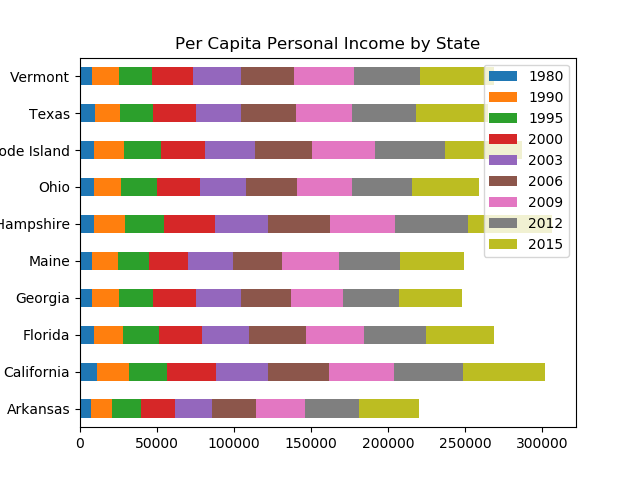 Per Capita Personal Income by State
Vermont
Texas
ode Island
Ohio
Hampshire
Maine
Georgia
Florida
California
Arkansas
1980
1990
1995
2000
2003
2006
2009
2012
2015
0 50000 100000 150000 200000 250000 300000